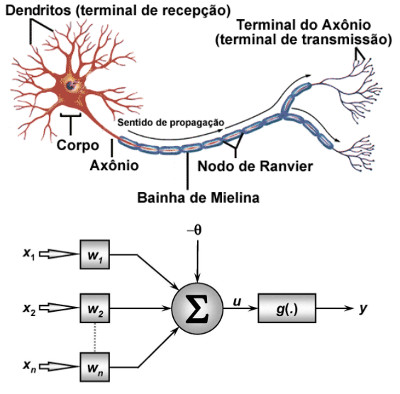 Dendritos (terminal de recepção)
Terminal do Axônio
(terminal de transmissão)
Sentido de propagação
Corpo
Axônio
Nodo de Ranvier
Bainha de Mielina
−θ
x1
w1
x2
w2
Σ
u
g(.)
y
xn
wn